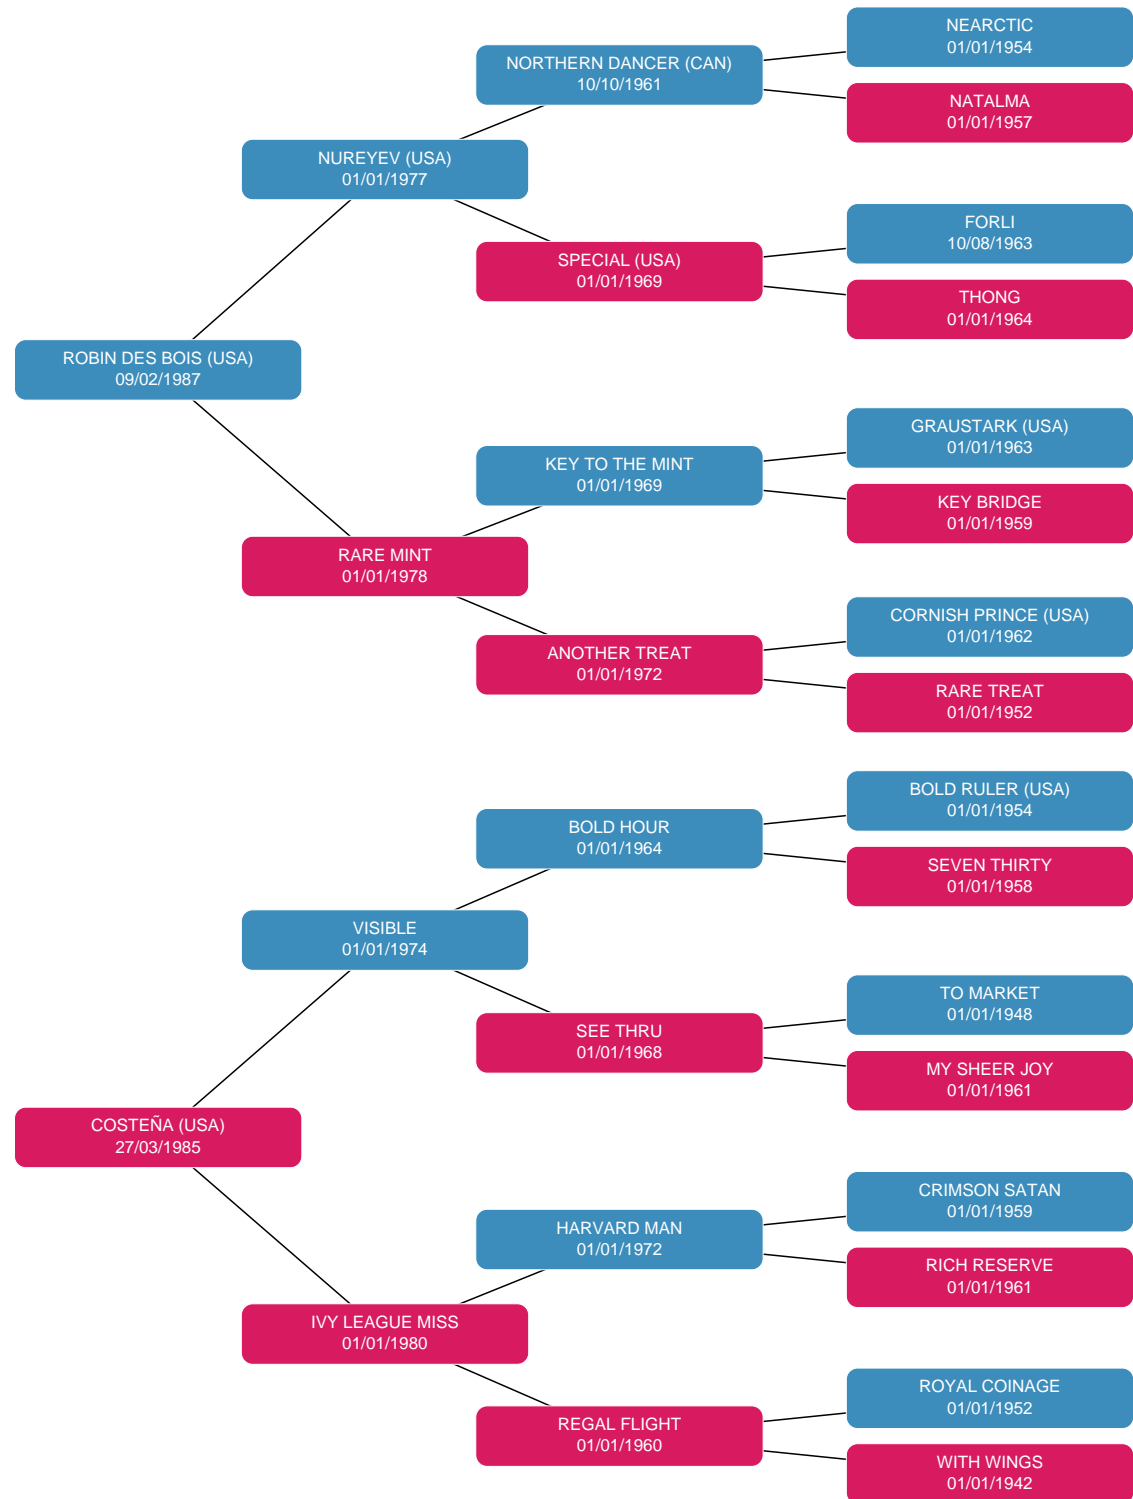 NEARCTIC
01/01/1954
NORTHERN DANCER (CAN)
10/10/1961
NATALMA
01/01/1957
NUREYEV (USA)
01/01/1977
FORLI
10/08/1963
SPECIAL (USA)
01/01/1969
THONG
01/01/1964
ROBIN DES BOIS (USA)
09/02/1987
GRAUSTARK (USA)
01/01/1963
KEY TO THE MINT
01/01/1969
KEY BRIDGE
01/01/1959
RARE MINT
01/01/1978
CORNISH PRINCE (USA)
01/01/1962
ANOTHER TREAT
01/01/1972
RARE TREAT
01/01/1952
BOLD RULER (USA)
01/01/1954
BOLD HOUR
01/01/1964
SEVEN THIRTY
01/01/1958
VISIBLE
01/01/1974
TO MARKET
01/01/1948
SEE THRU
01/01/1968
MY SHEER JOY
01/01/1961
COSTEÑA (USA)
27/03/1985
CRIMSON SATAN
01/01/1959
HARVARD MAN
01/01/1972
RICH RESERVE
01/01/1961
IVY LEAGUE MISS
01/01/1980
ROYAL COINAGE
01/01/1952
REGAL FLIGHT
01/01/1960
WITH WINGS
01/01/1942